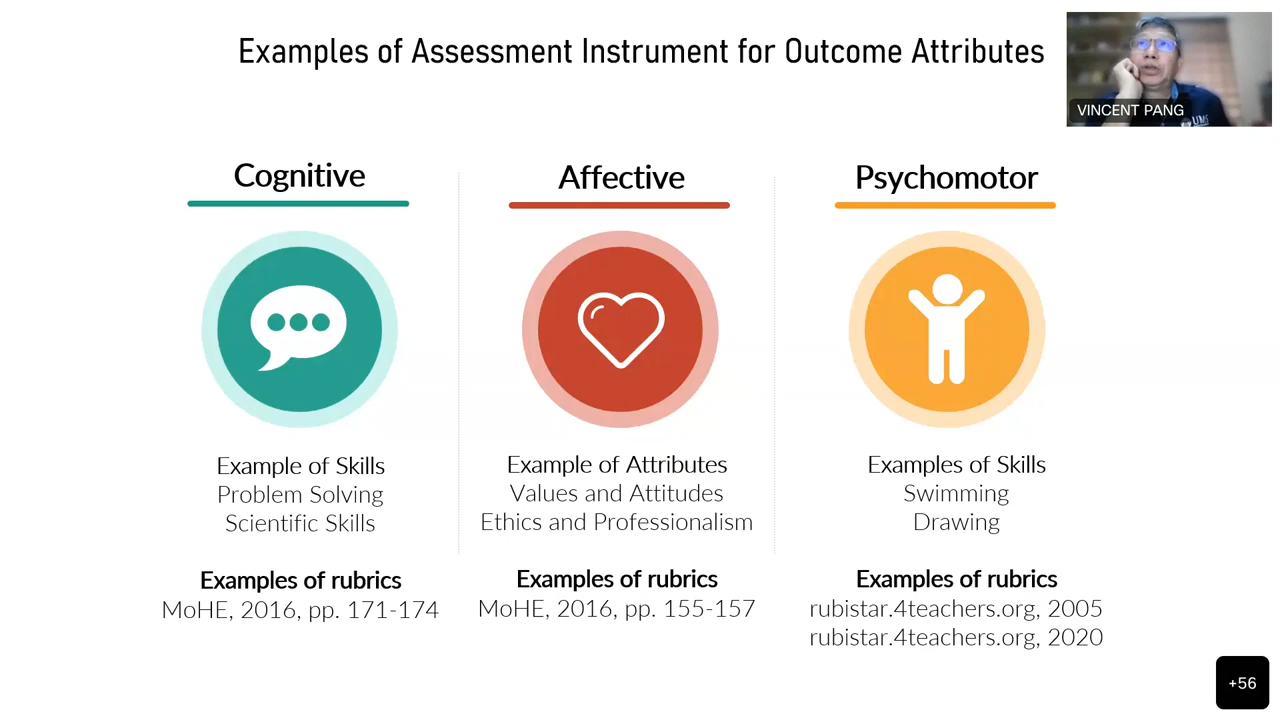 Examples of Assessment Instrument for Outcome Attributes
VINCENT PANG
UMS
Cognitive
Example of Skills
Problem Solving
Scientific Skills
Examples of rubrics
MoHE, 2016, pp. 171-174
Affective
Example of Attributes
Values and Attitudes
Ethics and Professionalism
Examples of rubrics
MoHE, 2016, pp. 155-157
Psychomotor
Examples of Skills
Swimming
Drawing
Examples of rubrics
rubistar.4teachers.org, 2005
rubistar.4teachers.org, 2020
+56